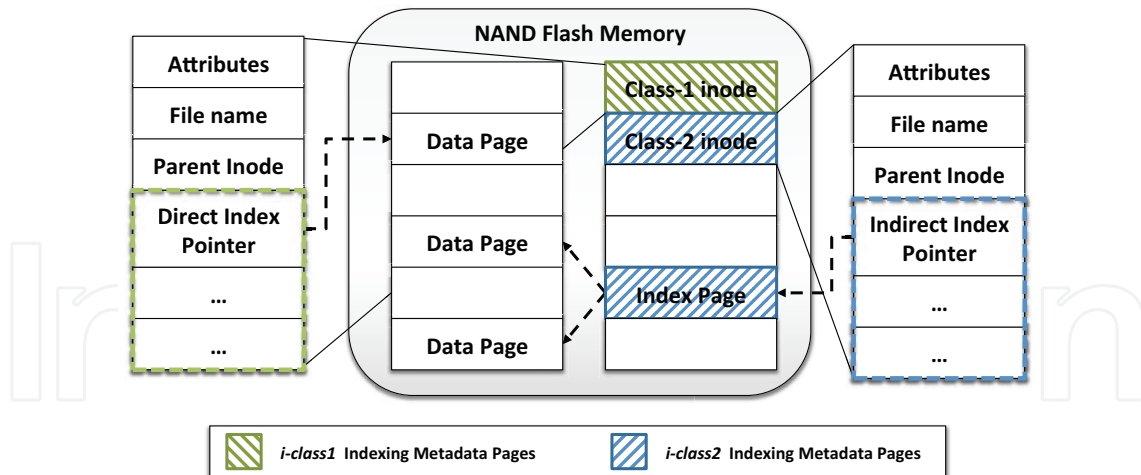 NAND Flash Memory
Attributes
File name
Parent Inode
Direct Index
Pointer
...
...
Data Page
Data Page
Data Page
Class-1 inode
Class-2 inode
Index Page
Attributes
File name
Parent Inode
Indirect Index
Pointer
...
...
i-class1 Indexing Metadata Pages
i-class2 Indexing Metadata Pages